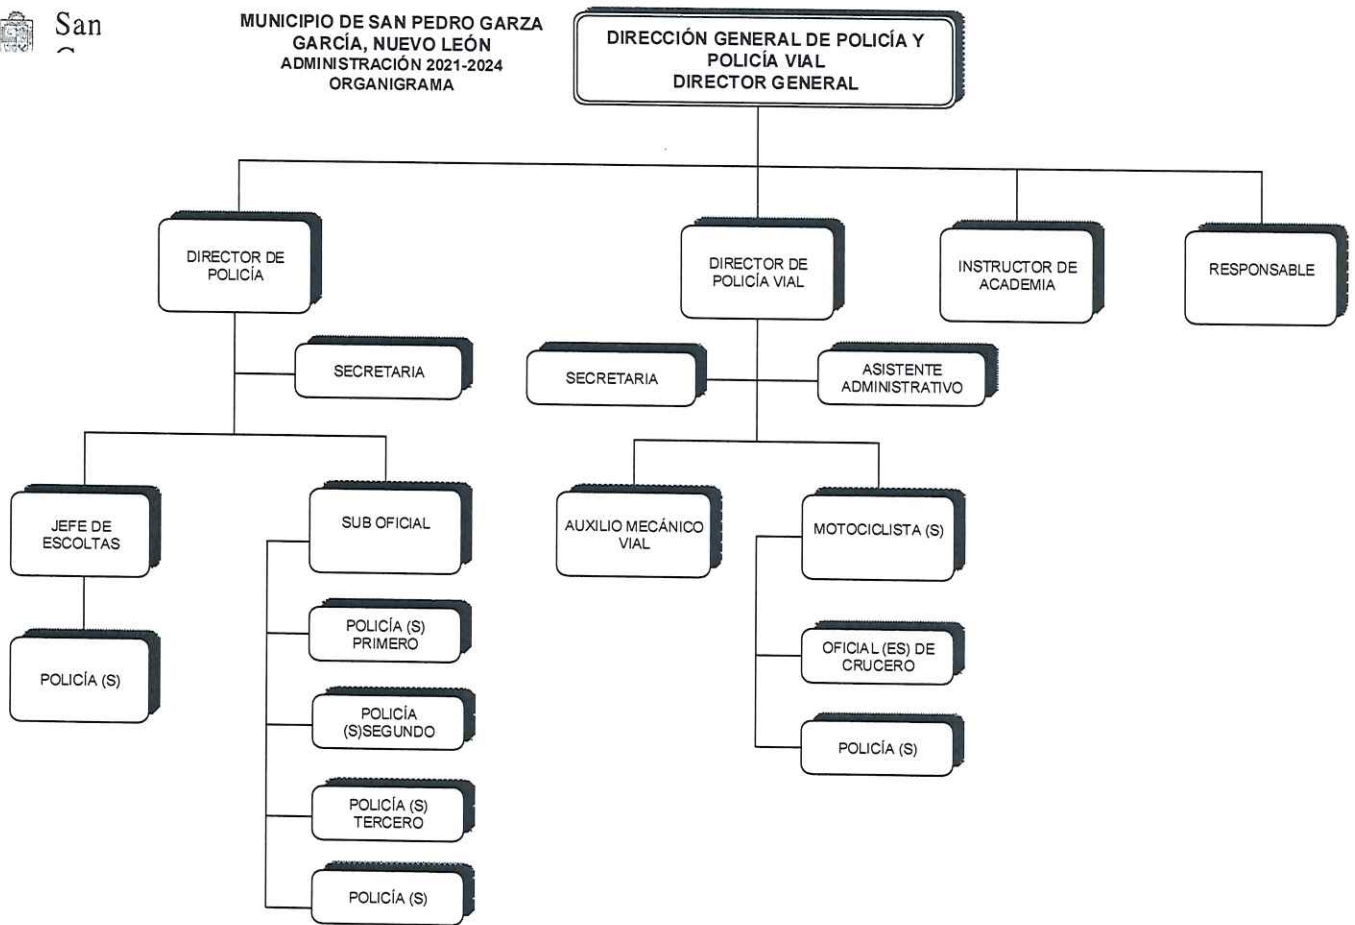 San
MUNICIPIO DE SAN PEDRO GARZA
GARCÍA, NUEVO LEÓN
ADMINISTRACIÓN 2021-2024
ORGANIGRAMA
DIRECCIÓN GENERAL DE POLICÍA Y
POLICÍA VIAL
DIRECTOR GENERAL
DIRECTOR DE
POLICÍA
DIRECTOR DE
POLICÍA VIAL
INSTRUCTOR DE
ACADEMIA
RESPONSABLE
SECRETARIA
SECRETARIA
ASISTENTE
ADMINISTRATIVO
JEFE DE
ESCOLTAS
SUB OFICIAL
AUXILIO MECÁNICO
VIAL
MOTOCICLISTA (S)
POLICÍA (S)
POLICÍA (S)
PRIMERO
POLICÍA
(S)SEGUNDO
POLICÍA (S)
TERCERO
POLICÍA (S)
OFICIAL (ES) DE
CRUCERO
POLICÍA (S)